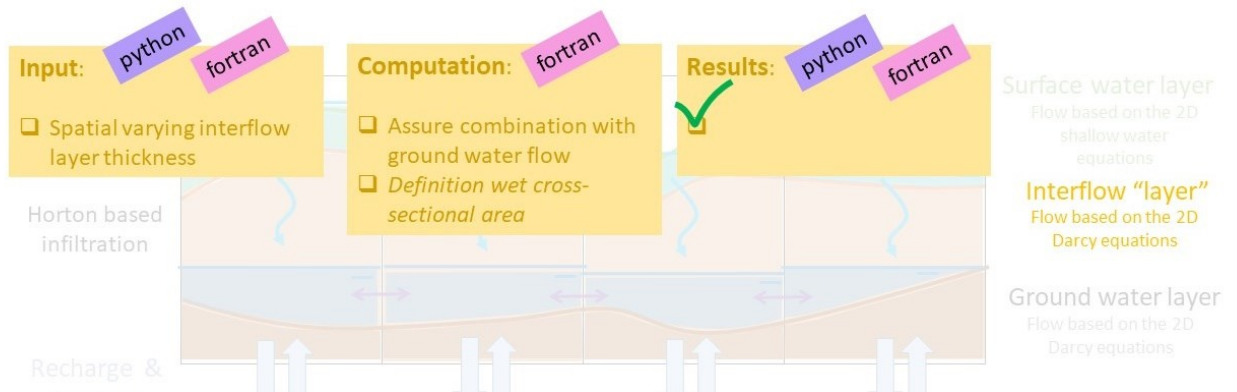 Input:
python
fortran
❑ Spatial varying interflow
layer thickness
Computation:
fortran
❑ Assure combination with
ground water flow
❑ Definition wet cross-
sectional area
Results:
python
fortran
Surface water layer
Flow based on the 2D
shallow water
equations
Interflow “layer”
Flow based on the 2D
Darcy equations
Horton based
infiltration
Ground water layer
Flow based on the 2D
Darcy equations
Recharge &